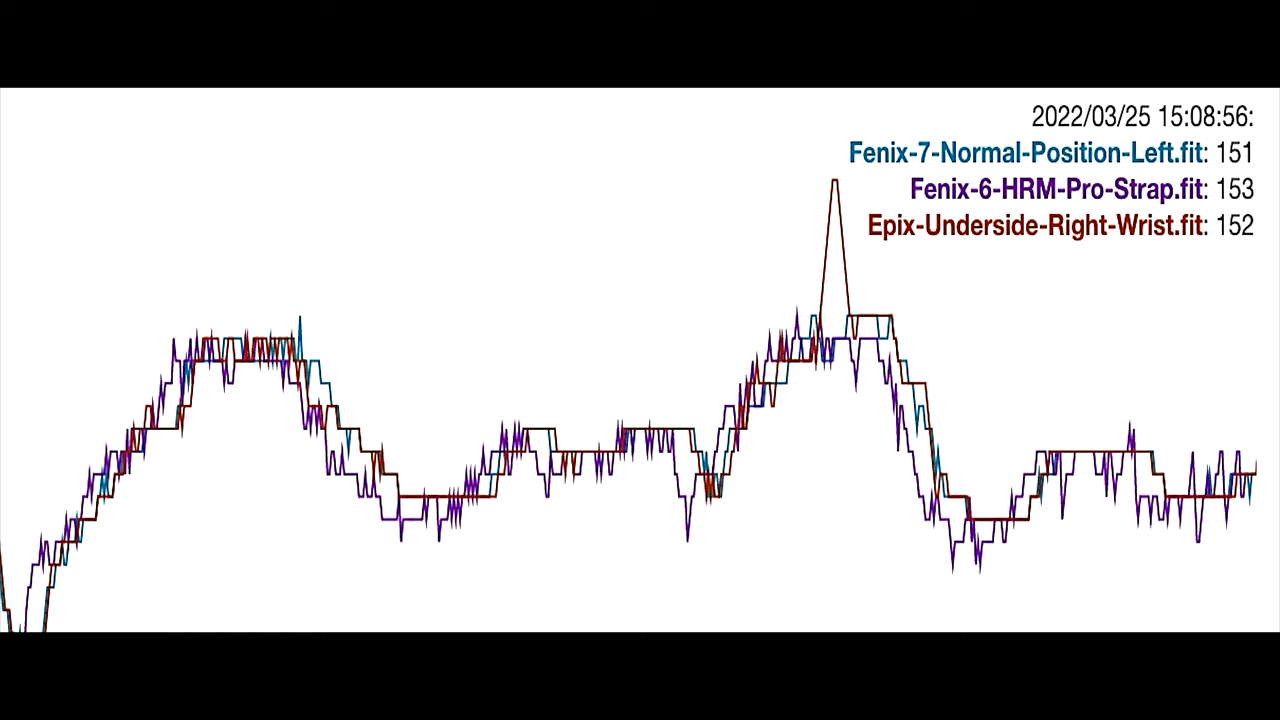 2022/03/25 15:08:56:
Fenix-7-Normal-Position-Left.fit: 151
Fenix-6-HRM-Pro-Strap.fit: 153
Epix-Underside-Right-Wrist.fit: 152